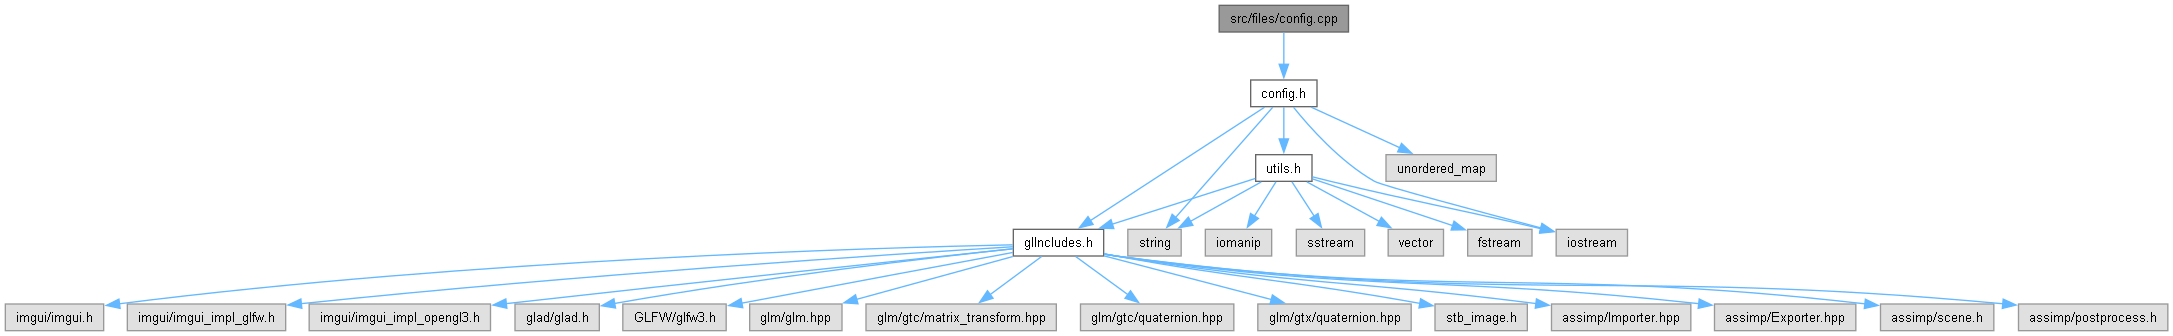 src/files/config.cpp
config.h
utils.h
unordered_map
glIncludes.h
string
iomanip
sstream
vector
fstream
iostream
imgui/imgui.h
imgui/imgui_impl_glfw.h
imgui/imgui_impl_opengl3.h
glad/glad.h
GLFW/glfw3.h
glm/glm.hpp
glm/gtc/matrix_transform.hpp
glm/gtc/quaternion.hpp
glm/gtx/quaternion.hpp
stb_image.h
assimp/Importer.hpp
assimp/Exporter.hpp
assimp/scene.h
assimp/postprocess.h